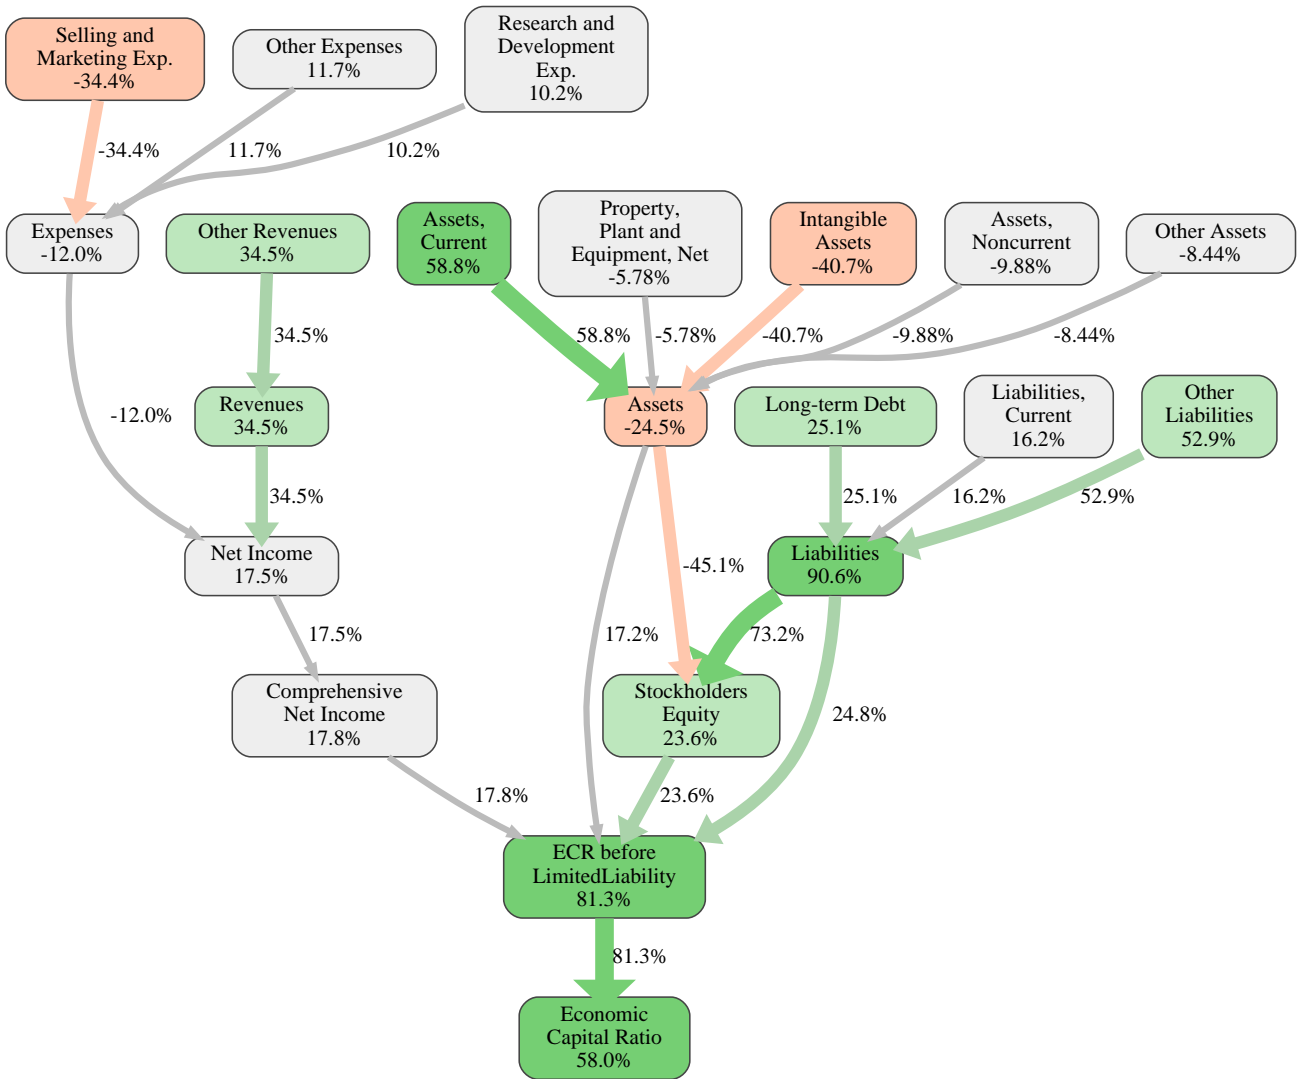 Selling and
Marketing Exp.
-34.4%
Other Expenses
11.7%
Research and
Development
Exp.
10.2%
-34.4%
11.7%
10.2%
Expenses
-12.0%
Other Revenues
34.5%
Assets,
Current
58.8%
Property,
Plant and
Equipment, Net
-5.78%
Intangible
Assets
-40.7%
Assets,
Noncurrent
-9.88%
Other Assets
-8.44%
34.5%
58.8%
-5.78%
-40.7%
-9.88%
-8.44%
-12.0%
Revenues
34.5%
Assets
-24.5%
Long-term Debt
25.1%
Liabilities,
Current
16.2%
Other
Liabilities
52.9%
34.5%
25.1%
16.2%
52.9%
Net Income
17.5%
-45.1%
Liabilities
90.6%
17.5%
17.2%
73.2%
Comprehensive
Net Income
17.8%
Stockholders
Equity
23.6%
24.8%
17.8%
23.6%
ECR before
LimitedLiability
81.3%
81.3%
Economic
Capital Ratio
58.0%